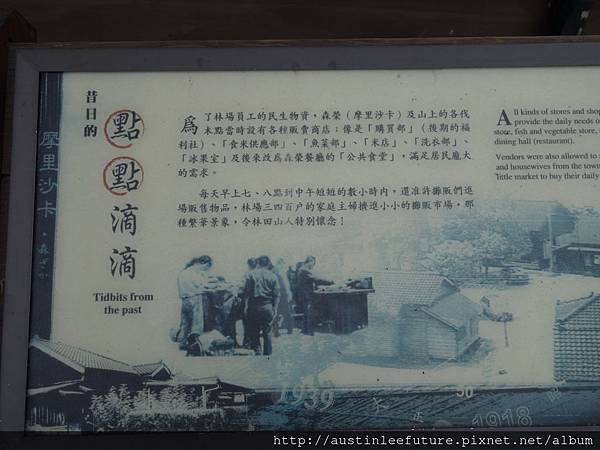 摩里沙卡
昔日的
點點滴滴
Tidbits from
the past
為了林場員工的民生物資,森榮(摩里沙卡)及山上的各伐
木點當時設有各種販賣商店:像是「購買部」(後期的福
利社)、「食米供應部」、「魚菜部」、「米店」、「洗衣部」、
「冰果室」及後來改為森榮餐廳的「公共食堂」,滿足居民龐大
的需求。
每天早上七、八點到中午短短的數小時內,還准許攤販們進
場販售物品,林場三四百戶的家庭主婦擠進小小的攤販市場,那
種繁華景象,令林田山人特別懷念!
All kinds of stores and shop
provide the daily needs o
store, fish and vegetable store,
dining hall (restaurant).
Vendors were also allowed to
and housewives from the town
little market to buy their daily
1939
50
1918
http://austinleefuture.pixnet.net/album